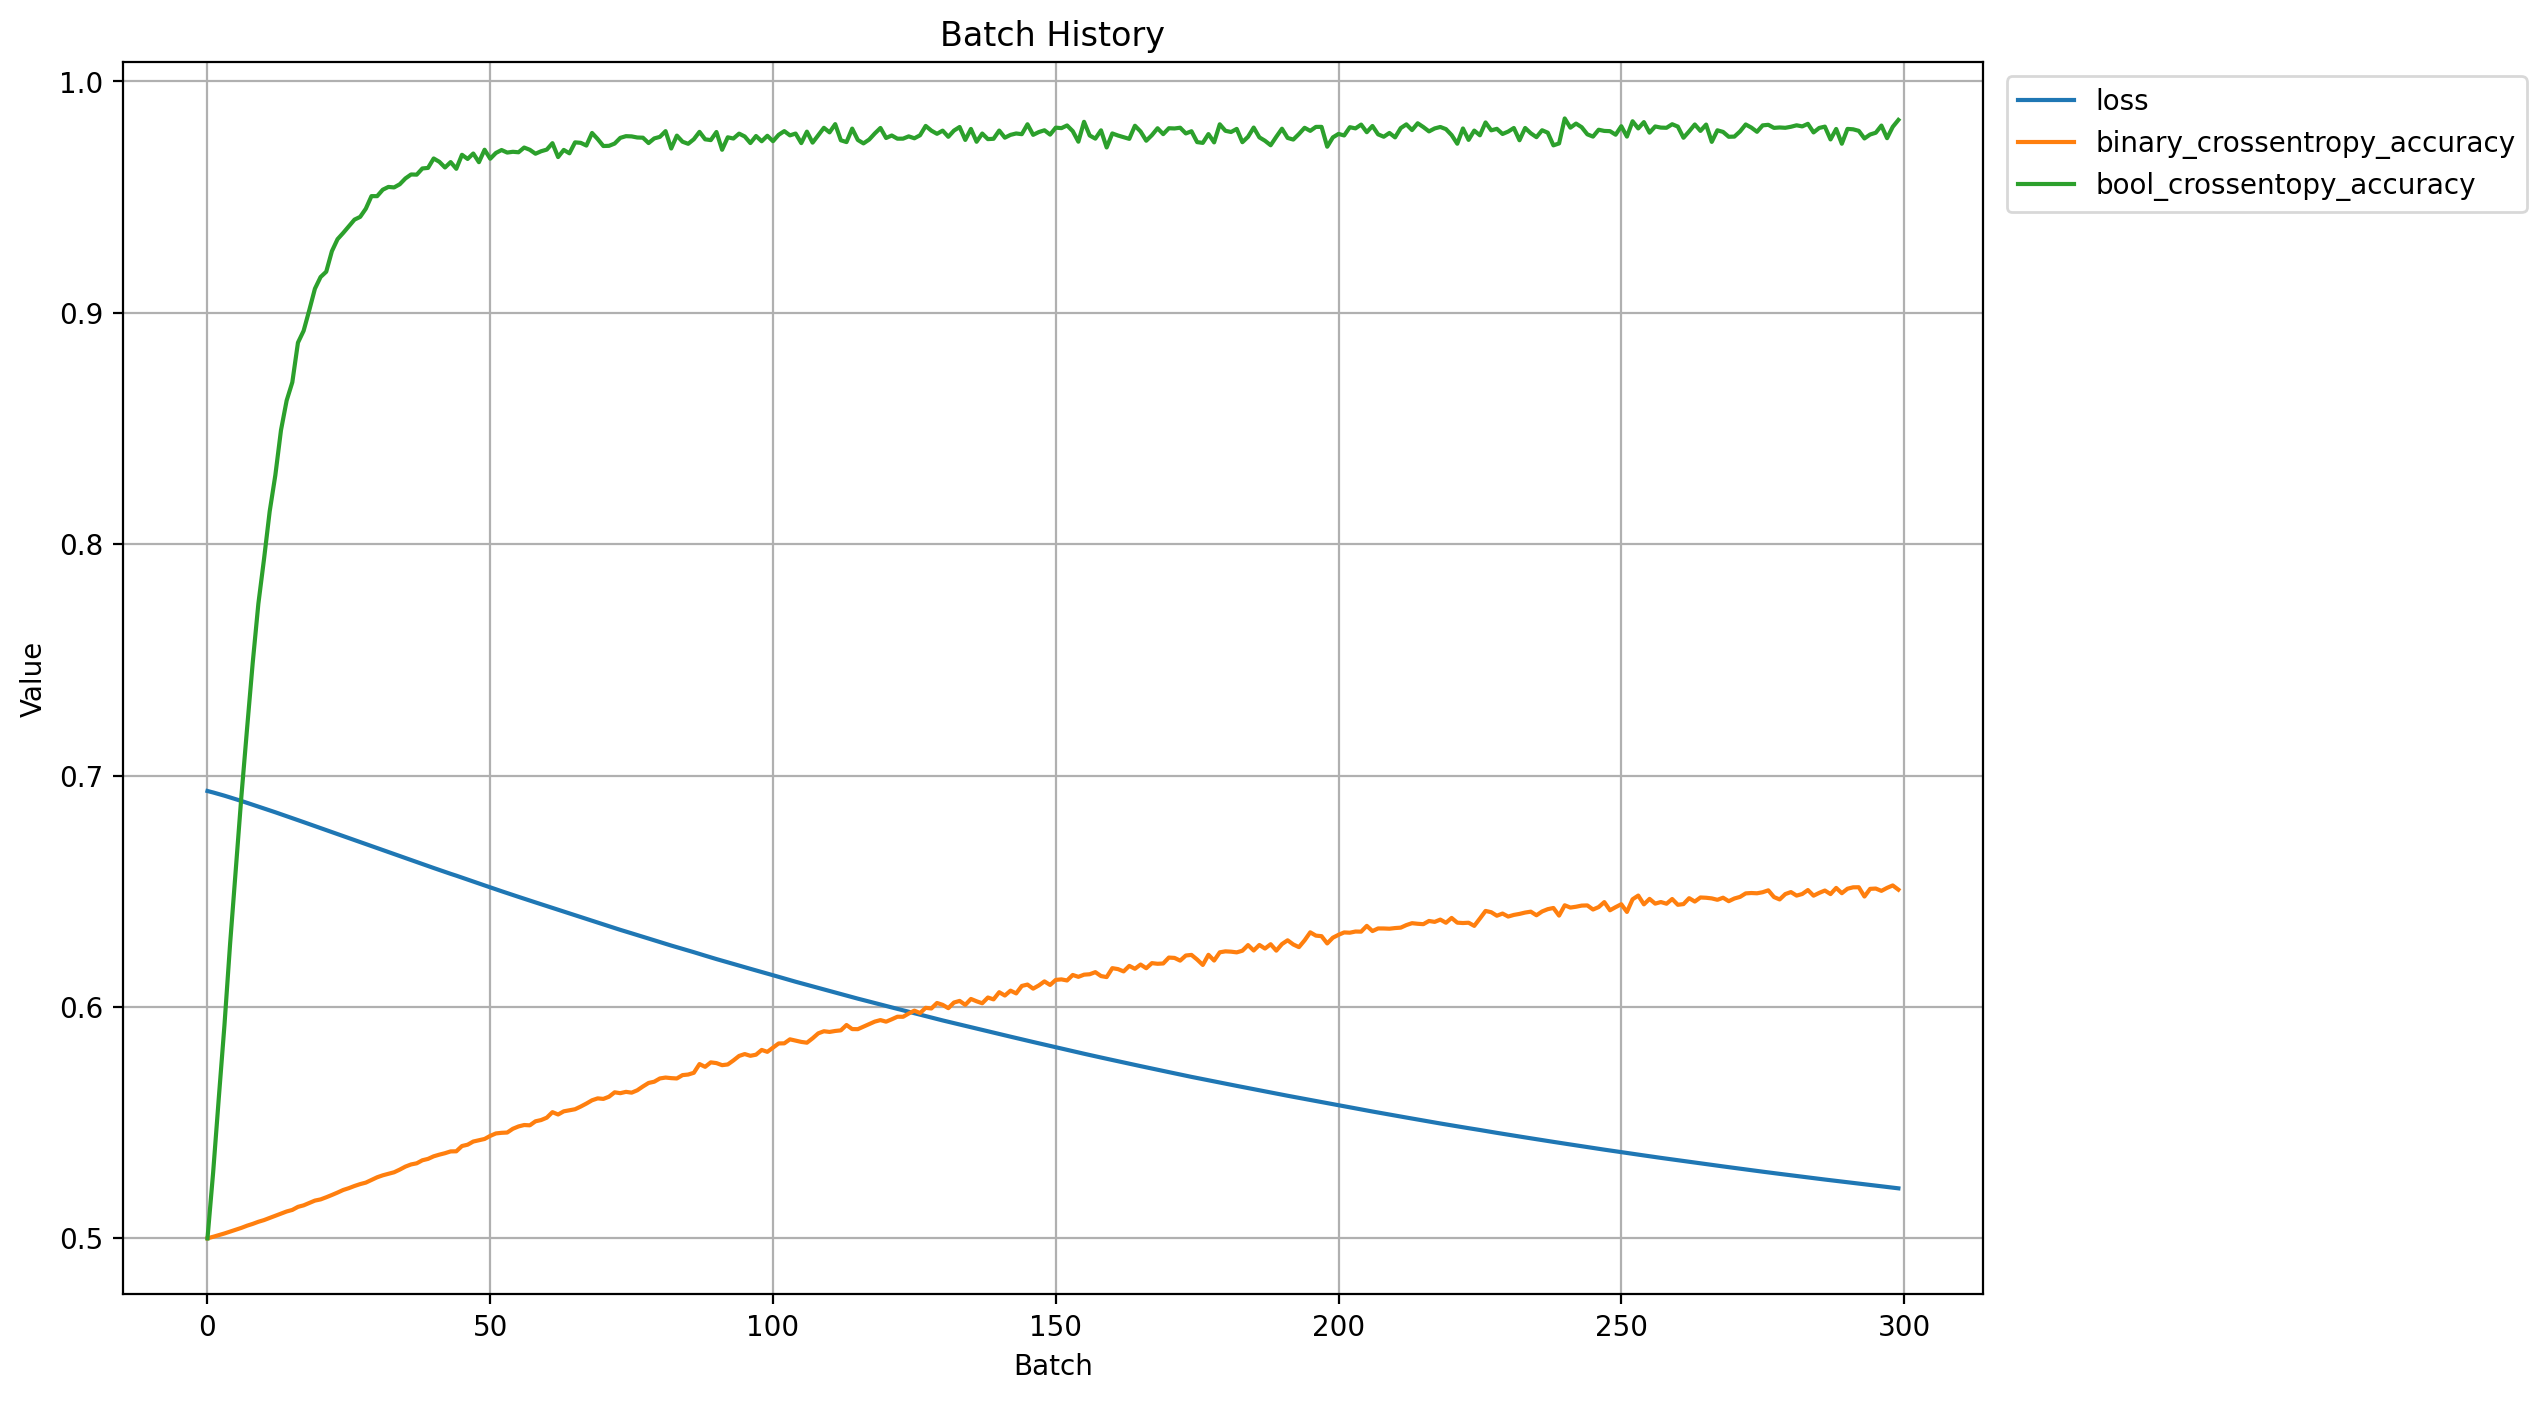 Batch History
1.0
0.9
0.8
0.7
0.6
0.5
Value
0 50 100 150 200 250 300
Batch
loss
binary_crossentropy_accuracy
bool_crossentopy_accuracy